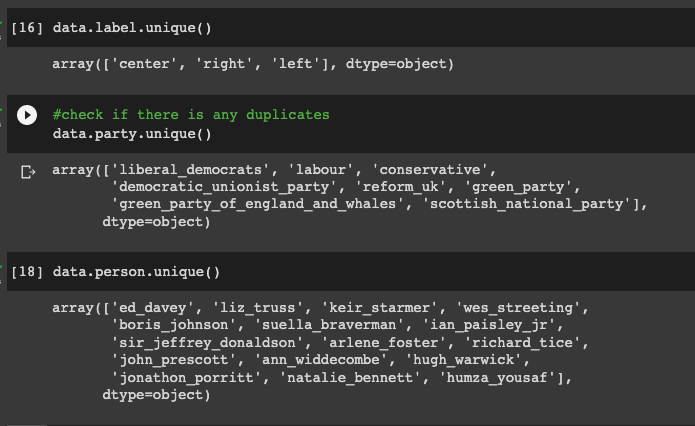 [16] data.label.unique()
array(['center', 'right', 'left'], dtype=object)
#check if there is any duplicates
data.party.unique()
array(['liberal_democrats', 'labour', 'conservative',
'democratic_unionist_party', 'reform_uk', 'green_party',
'green_party_of_england_and_whales', 'scottish_national_party'],
dtype=object)
[18] data.person.unique()
array(['ed_davey', 'liz_truss', 'keir_starmer', 'wes_streeting',
'boris_johnson', 'suella_braverman', 'ian_paisley_jr',
'sir_jeffrey_donaldson', 'arlene_foster', 'richard_tice',
'john_prescott', 'ann_widdecombe', 'hugh_warwick',
'jonathon_porritt', 'natalie_bennett', 'humza_yousaf'],
dtype=object)